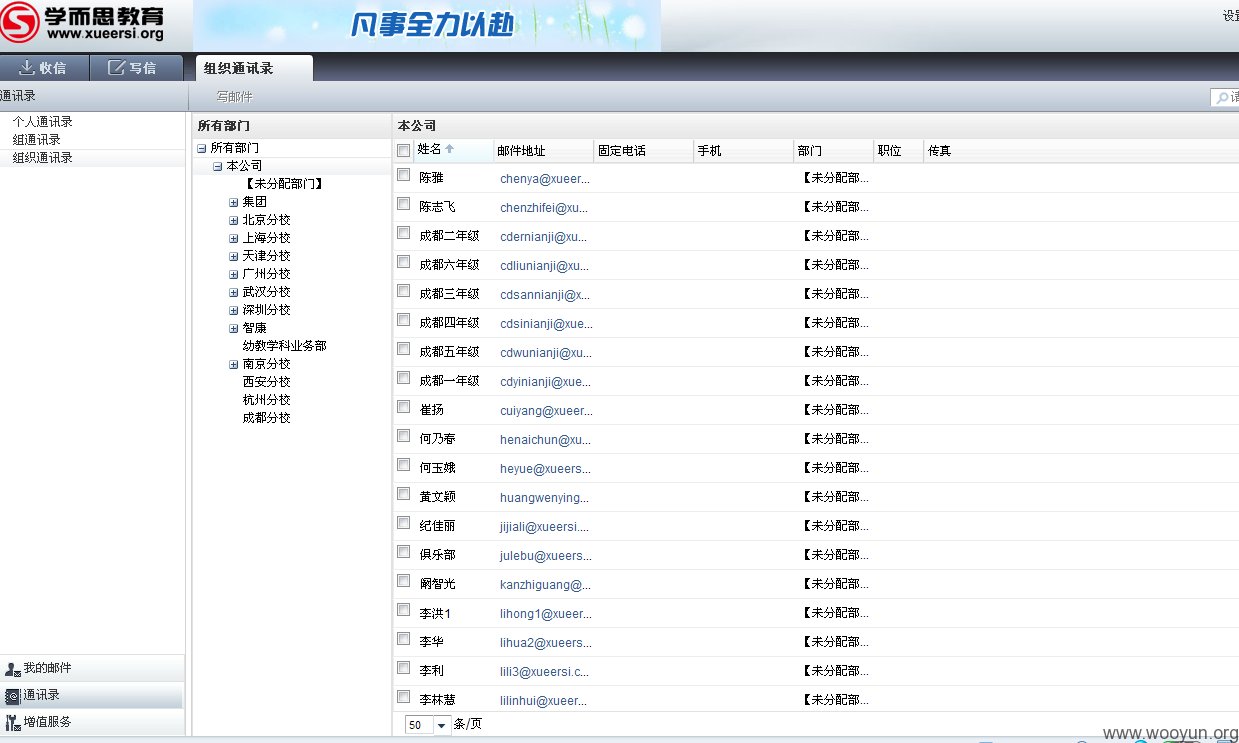 学而思教育
www.xueersi.org
凡事全力以赴
收信 写信 组织通讯录
通讯录 写邮件
个人通讯录
组通讯录
组织通讯录
所有部门
所有部门
本公司
【未分配部门】
集团
北京分校
上海分校
天津分校
广州分校
武汉分校
深圳分校
智康
幼教学科业务部
南京分校
西安分校
杭州分校
成都分校
本公司
姓名 邮件地址 固定电话 手机 部门 职位 传真
陈雅 chenya@xueer... 【未分配部...
陈志飞 chenzhifei@xu... 【未分配部...
成都二年级 cdernianji@xu... 【未分配部...
成都六年级 cdliunianji@xu... 【未分配部...
成都三年级 cdsannianji@x... 【未分配部...
成都四年级 cdsinianji@xue... 【未分配部...
成都五年级 cdwunianji@xu... 【未分配部...
成都一年级 cdyinianji@xue... 【未分配部...
崔扬 cuiyang@xueer... 【未分配部...
何乃春 henaichun@xu... 【未分配部...
何玉娥 heyue@xueers... 【未分配部...
黄文颖 huangwenying... 【未分配部...
纪佳丽 jijiali@xueersi.... 【未分配部...
俱乐部 julebu@xueers... 【未分配部...
阚智光 kanzhiguang@... 【未分配部...
李洪1 lihong1@xueer... 【未分配部...
李华 lihua2@xueers... 【未分配部...
李利 lili3@xueersi.c... 【未分配部...
李林慧 lilinhui@xueer... 【未分配部...
50 条/页
我的邮件
通讯录
增值服务
www.wooyun.org